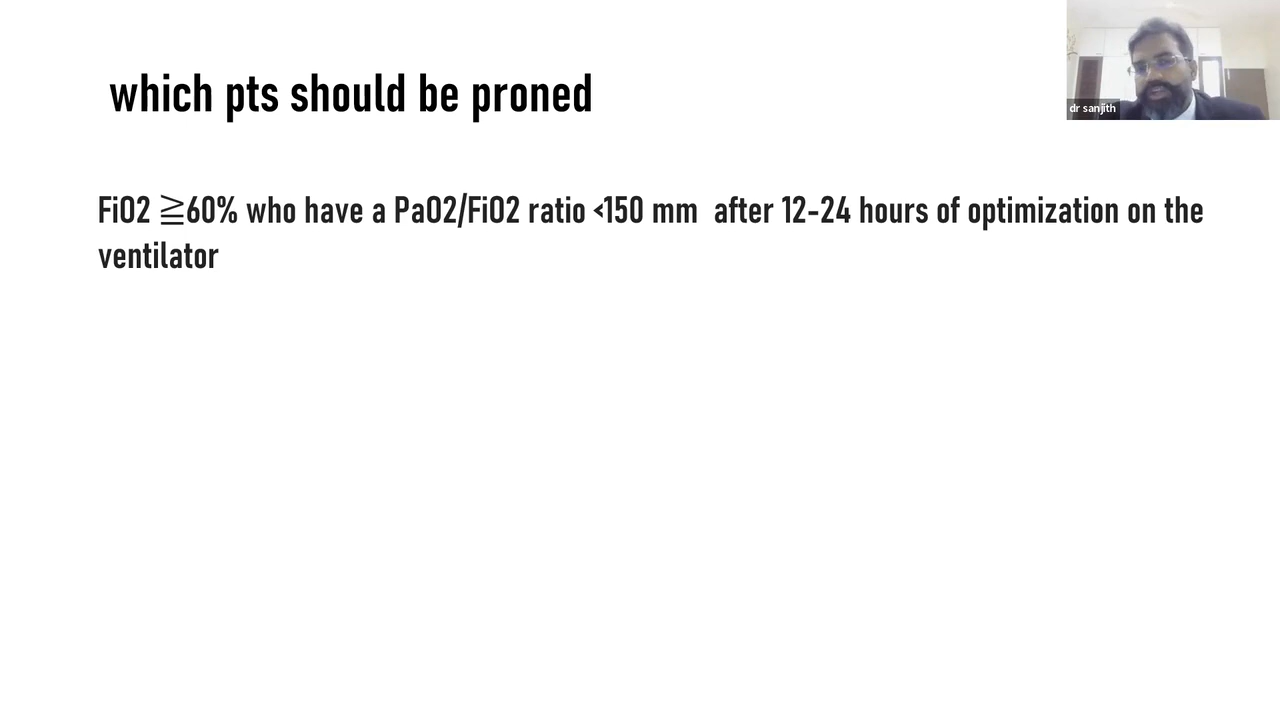 which pts should be proned
dr sanjith
FiO2 ≧60% who have a PaO2/FiO2 ratio <150 mm  after 12-24 hours of optimization on the
ventilator